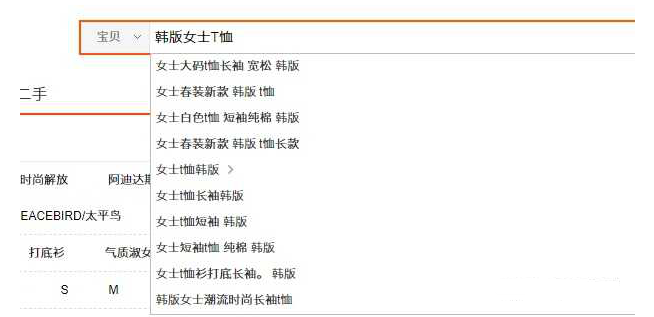 宝贝 韩版女士T恤
女士大码t恤长袖 宽松 韩版
女士春装新款 韩版 t恤
二手
女士白色t恤 短袖纯棉 韩版
女士春装新款 韩版 t恤长款
女士t恤韩版
时尚解放 阿迪达斯
女士t恤长袖韩版
EACEBIRD/太平鸟
女士t恤短袖 韩版
打底衫 气质淑女
女士短袖t恤 纯棉 韩版
女士t恤衫打底长袖。 韩版
S M
韩版女士潮流时尚长袖t恤